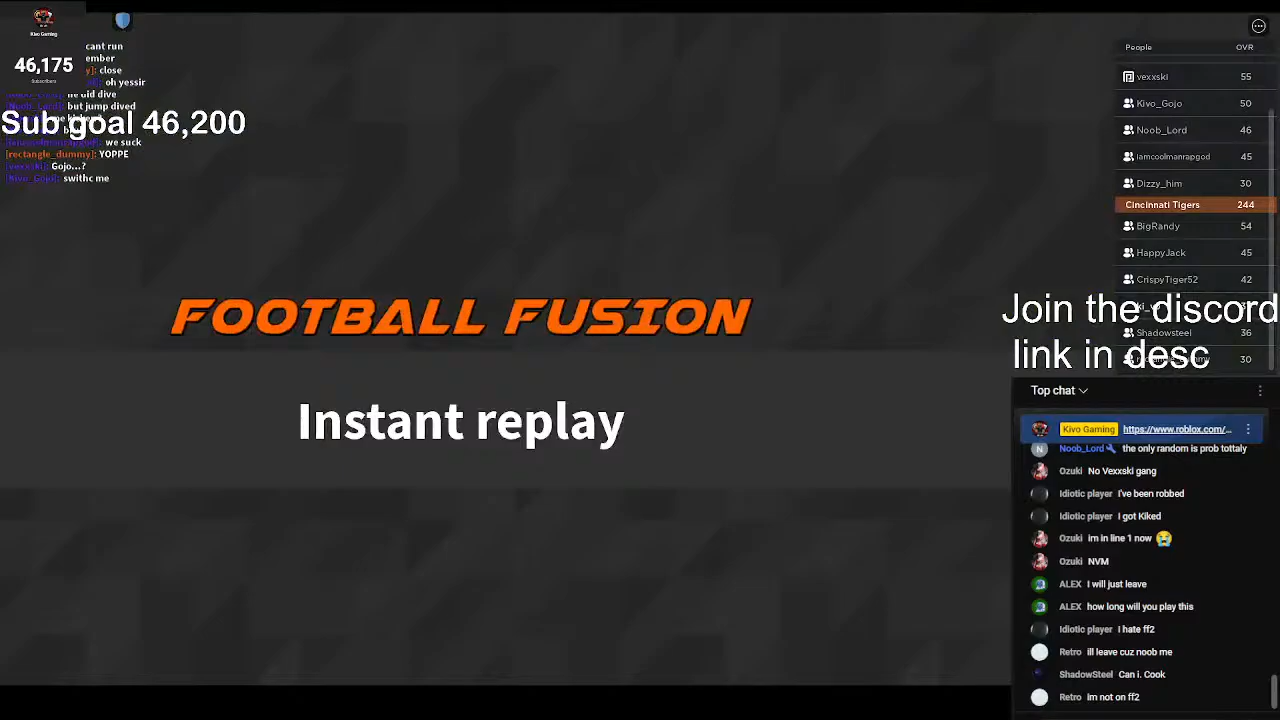 Kivo Gaming
46,175
Subscribers
cant run
ember
close
oh yessir
he did dive
but jump dived
Sub goal 46,200
we suck
[rectangle_dummy]: YOPPE
[vexxski]: Gojo...?
[Kivo_Gojo]: swithc me
FOOTBALL FUSION
Instant replay
People OVR
vexxski 55
Kivo_Gojo 50
Noob_Lord 46
iamcoolmanrapgod 45
Dizzy_him 30
Cincinnati Tigers 244
BigRandy 54
HappyJack 45
CrispyTiger52 42
Join the discord
Shadowsteel 36
link in desc
30
Top chat
Kivo Gaming https://www.roblox.com/...
Noob_Lord the only random is prob tottaly
Ozuki No Vexxski gang
Idiotic player I've been robbed
Idiotic player I got Kiked
Ozuki im in line 1 now 😭
Ozuki NVM
ALEX I will just leave
ALEX how long will you play this
Idiotic player I hate ff2
Retro ill leave cuz noob me
ShadowSteel Can i. Cook
Retro Im not on ff2